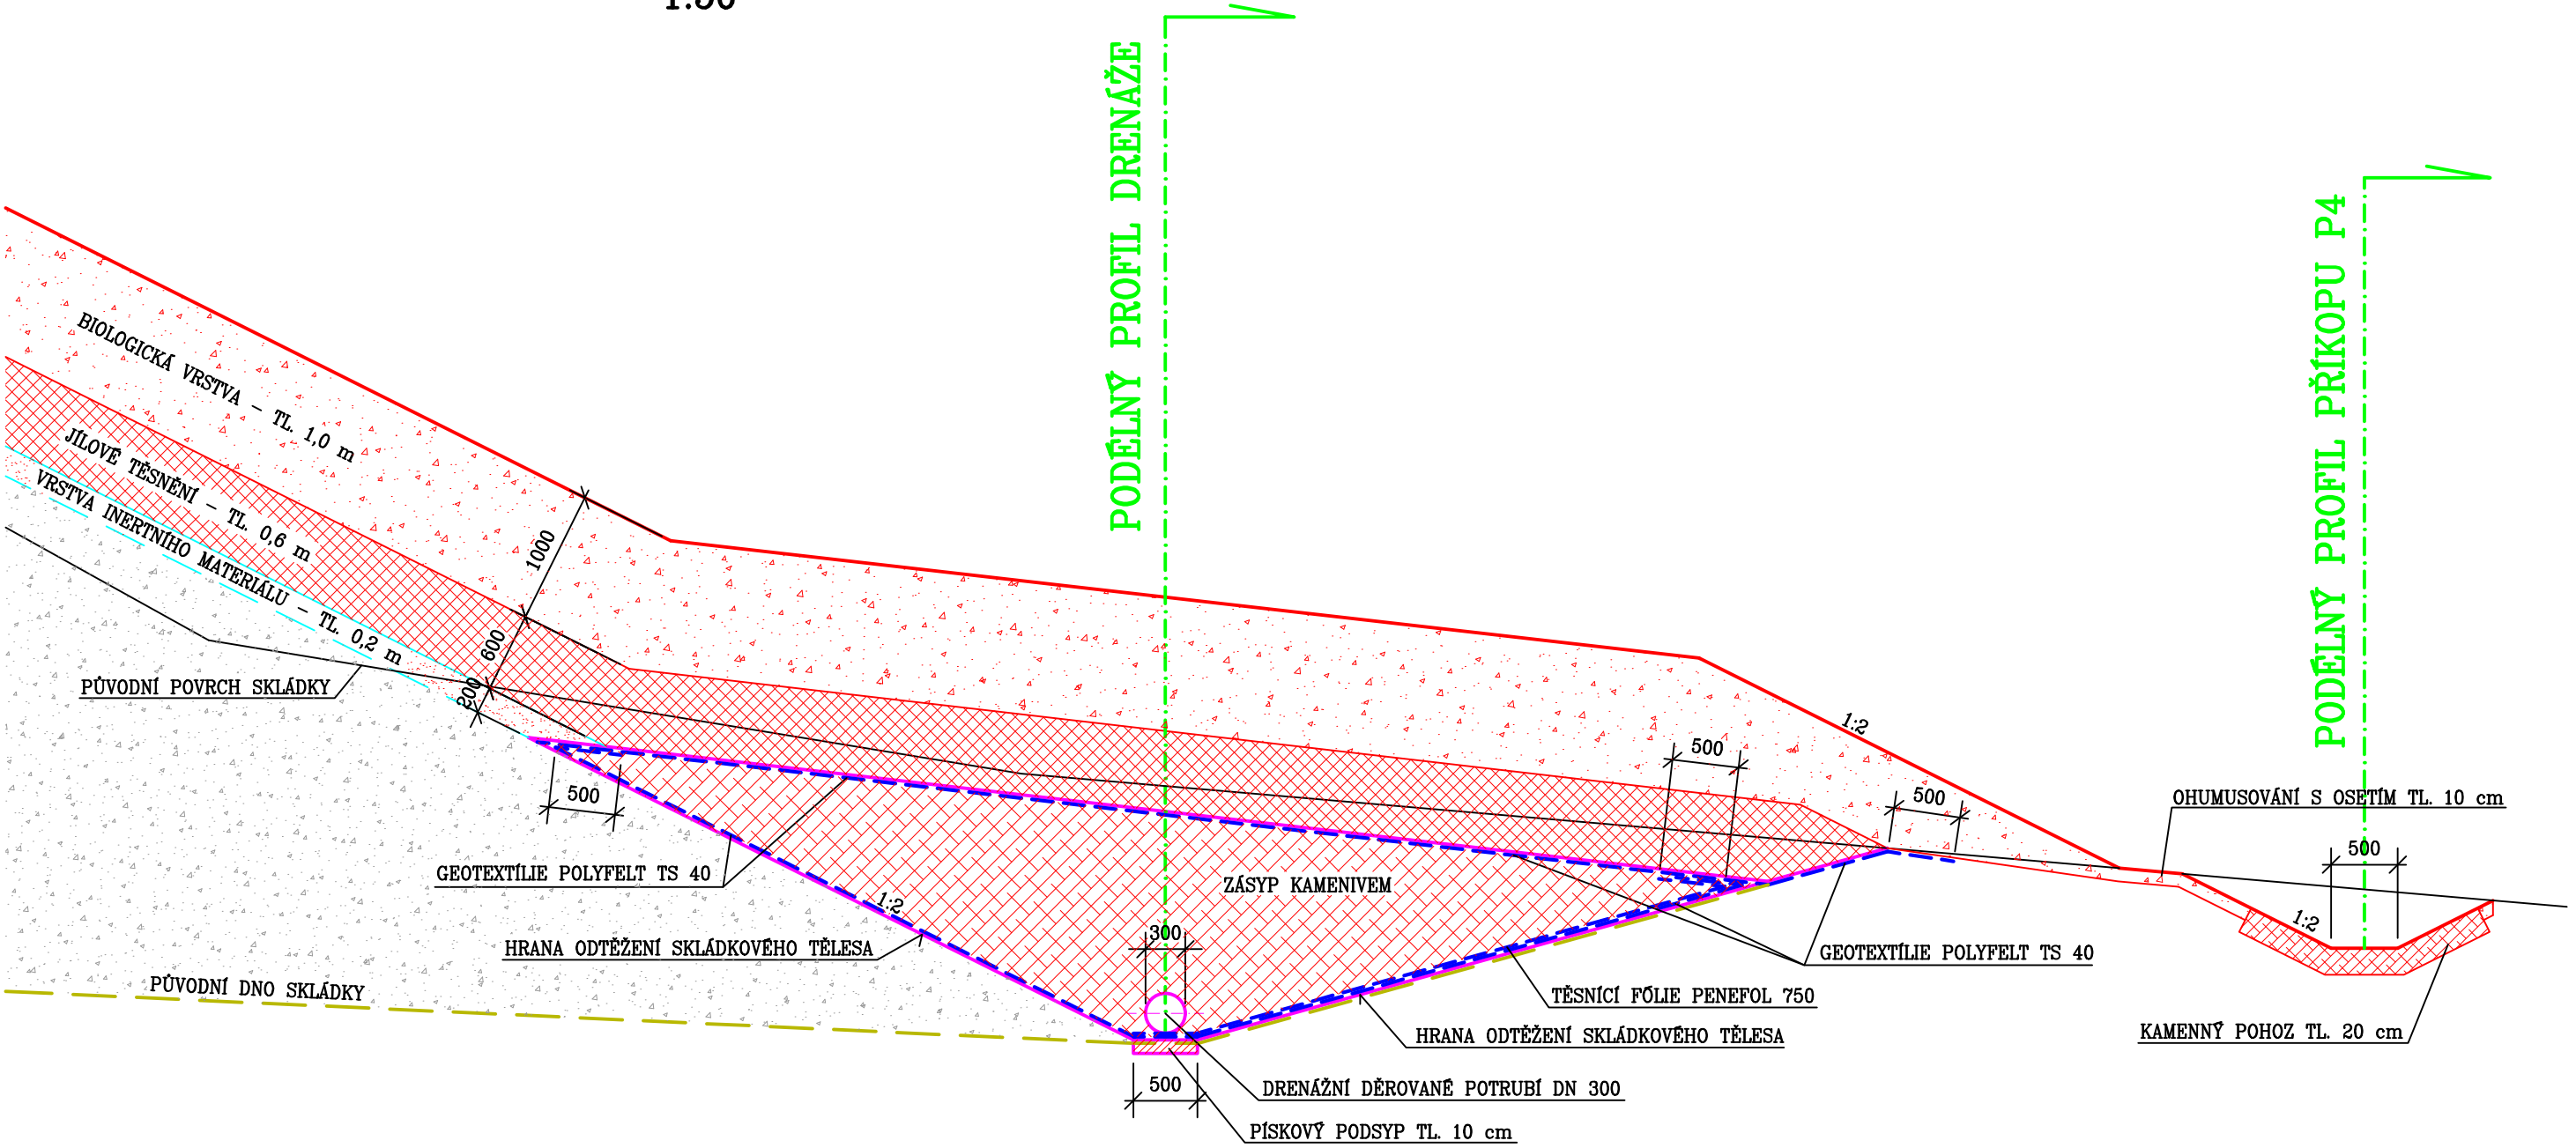 1:50
PODÉLNÝ PROFIL DRENÁŽE
PODÉLNÝ PROFIL PŘÍKOPU P4
BIOLOGICKÁ VRSTVA – TL. 1,0 m
JÍLOVÉ TĚSNĚNÍ – TL. 0,6 m
VRSTVA INERTNÍHO MATERIÁLU – TL. 0,2 m
1000
600
200
PŮVODNÍ POVRCH SKLÁDKY
1:2
500
500
500
OHUMUSOVÁNÍ S OSETÍM TL. 10 cm
500
GEOTEXTÍLIE POLYFELT TS 40
ZÁSYP KAMENIVEM
1:2
1:2
300
HRANA ODTĚŽENÍ SKLÁDKOVÉHO TĚLESA
GEOTEXTÍLIE POLYFELT TS 40
PŮVODNÍ DNO SKLÁDKY
TĚSNÍCÍ FÓLIE PENEFOL 750
HRANA ODTĚŽENÍ SKLÁDKOVÉHO TĚLESA
KAMENNÝ POHOZ TL. 20 cm
500
DRENÁŽNÍ DĚROVANÉ POTRUBÍ DN 300
PÍSKOVÝ PODSYP TL. 10 cm